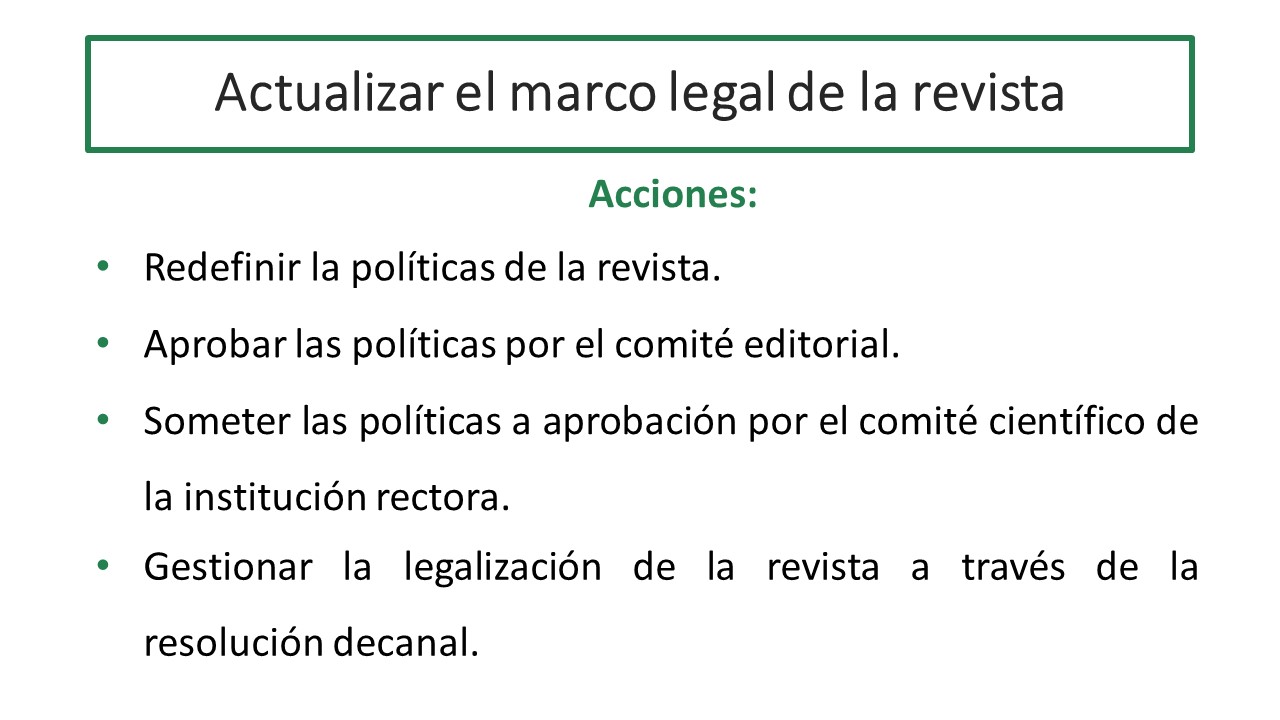 Actualizar el marco legal de la revista
Acciones:
• Redefinir la políticas de la revista.
• Aprobar las políticas por el comité editorial.
• Someter las políticas a aprobación por el comité científico de
la institución rectora.
• Gestionar la legalización de la revista a través de la
resolución decanal.